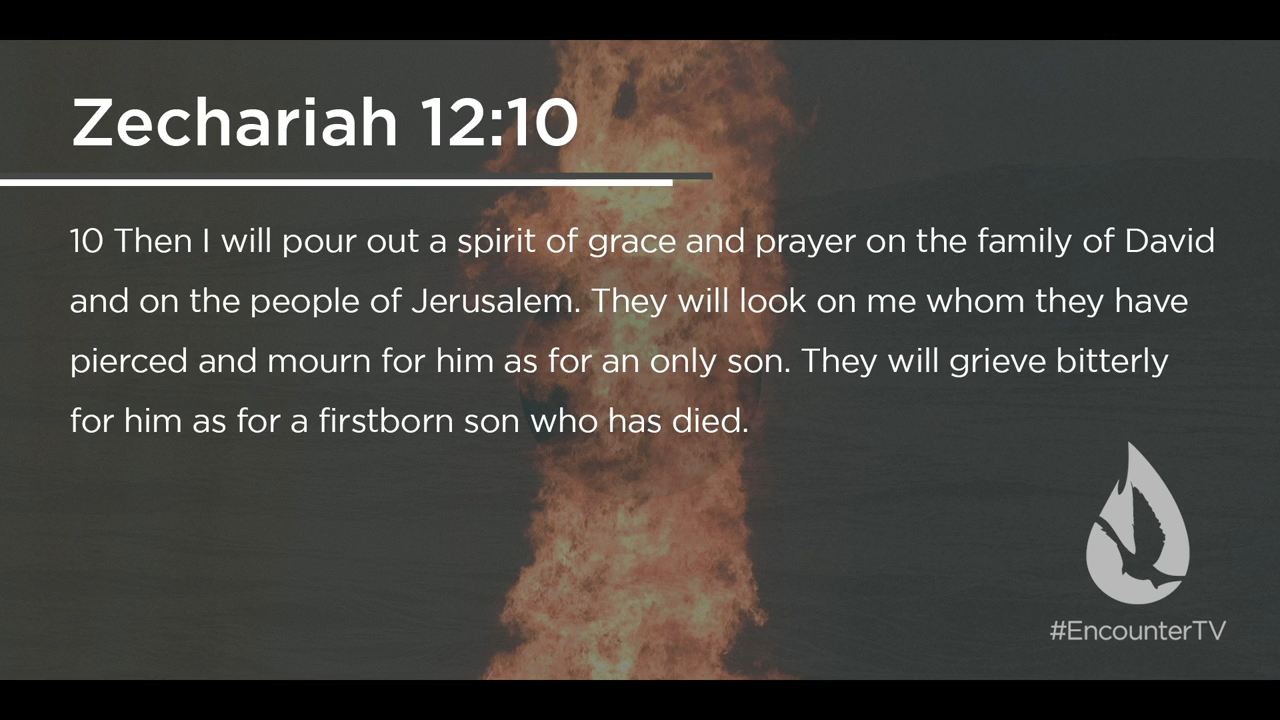 Zechariah 12:10
10 Then I will pour out a spirit of grace and prayer on the family of David
and on the people of Jerusalem. They will look on me whom they have
pierced and mourn for him as for an only son. They will grieve bitterly
for him as for a firstborn son who has died.
#EncounterTV